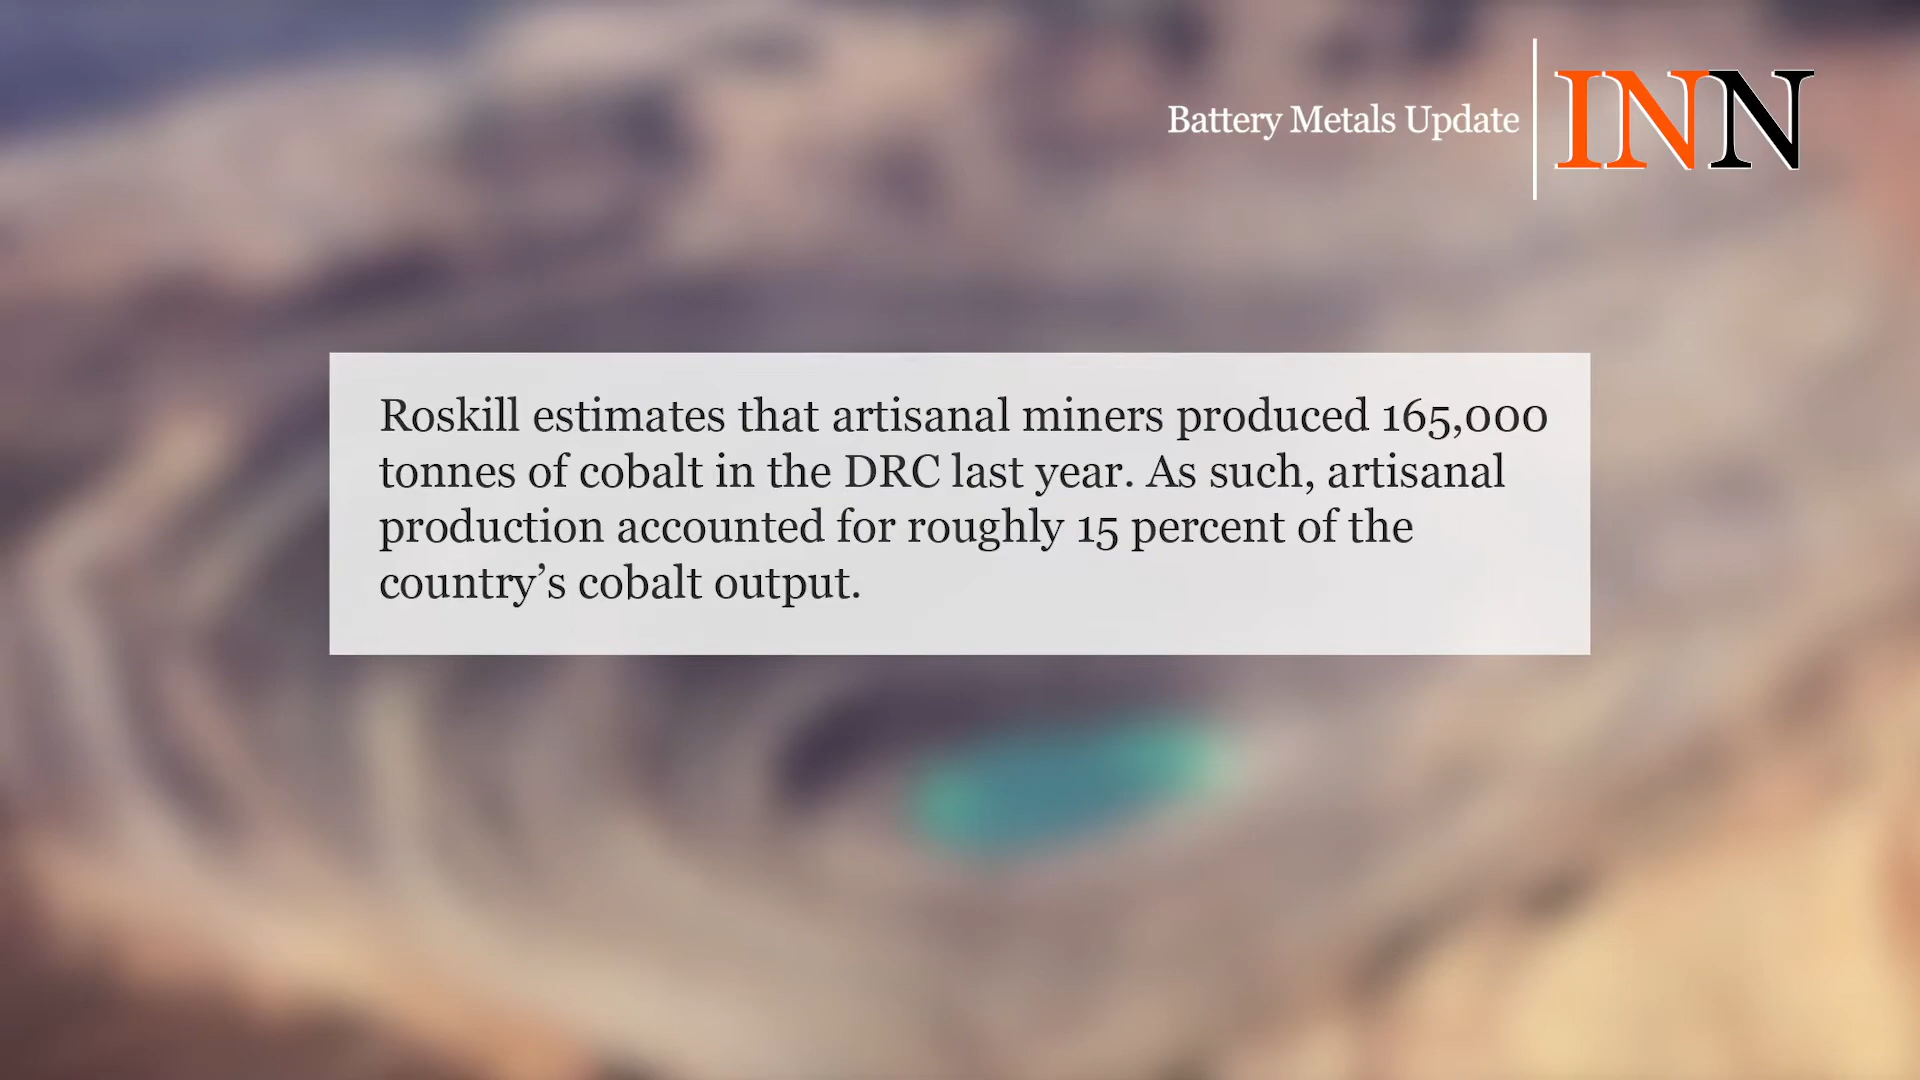 Battery Metals Update
INN
Roskill estimates that artisanal miners produced 165,000
tonnes of cobalt in the DRC last year. As such, artisanal
production accounted for roughly 15 percent of the
country’s cobalt output.